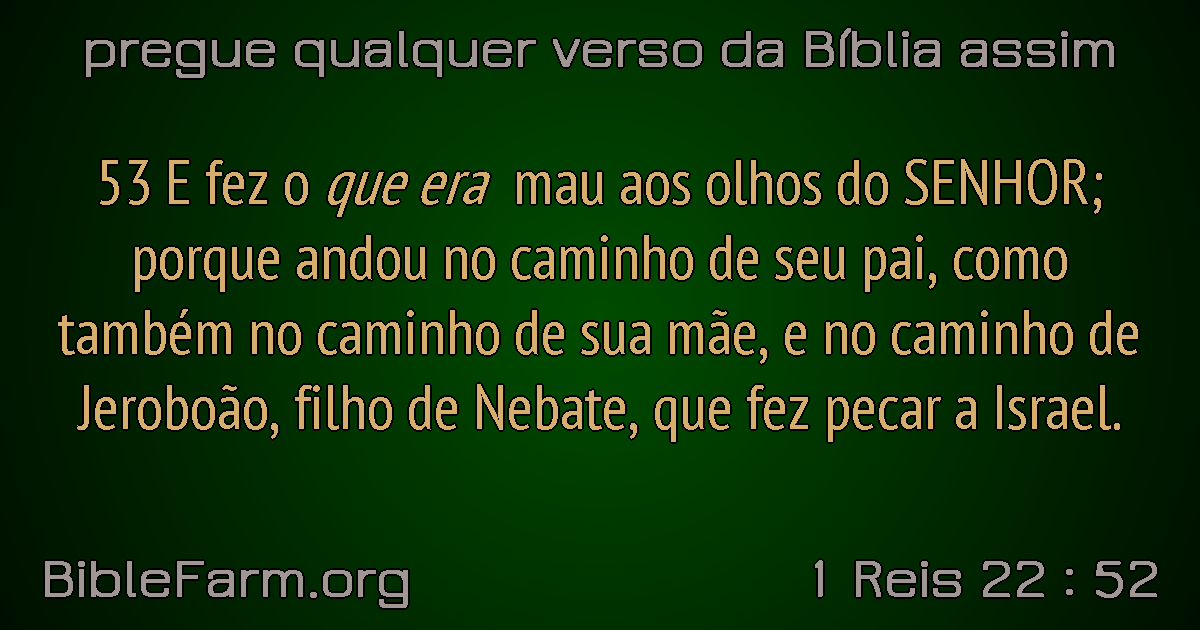 pregue qualquer verso da Bíblia assim
53 E fez o que era mau aos olhos do SENHOR;
porque andou no caminho de seu pai, como
também no caminho de sua mãe, e no caminho de
Jeroboão, filho de Nebate, que fez pecar a Israel.
BibleFarm.org
1 Reis 22 : 52